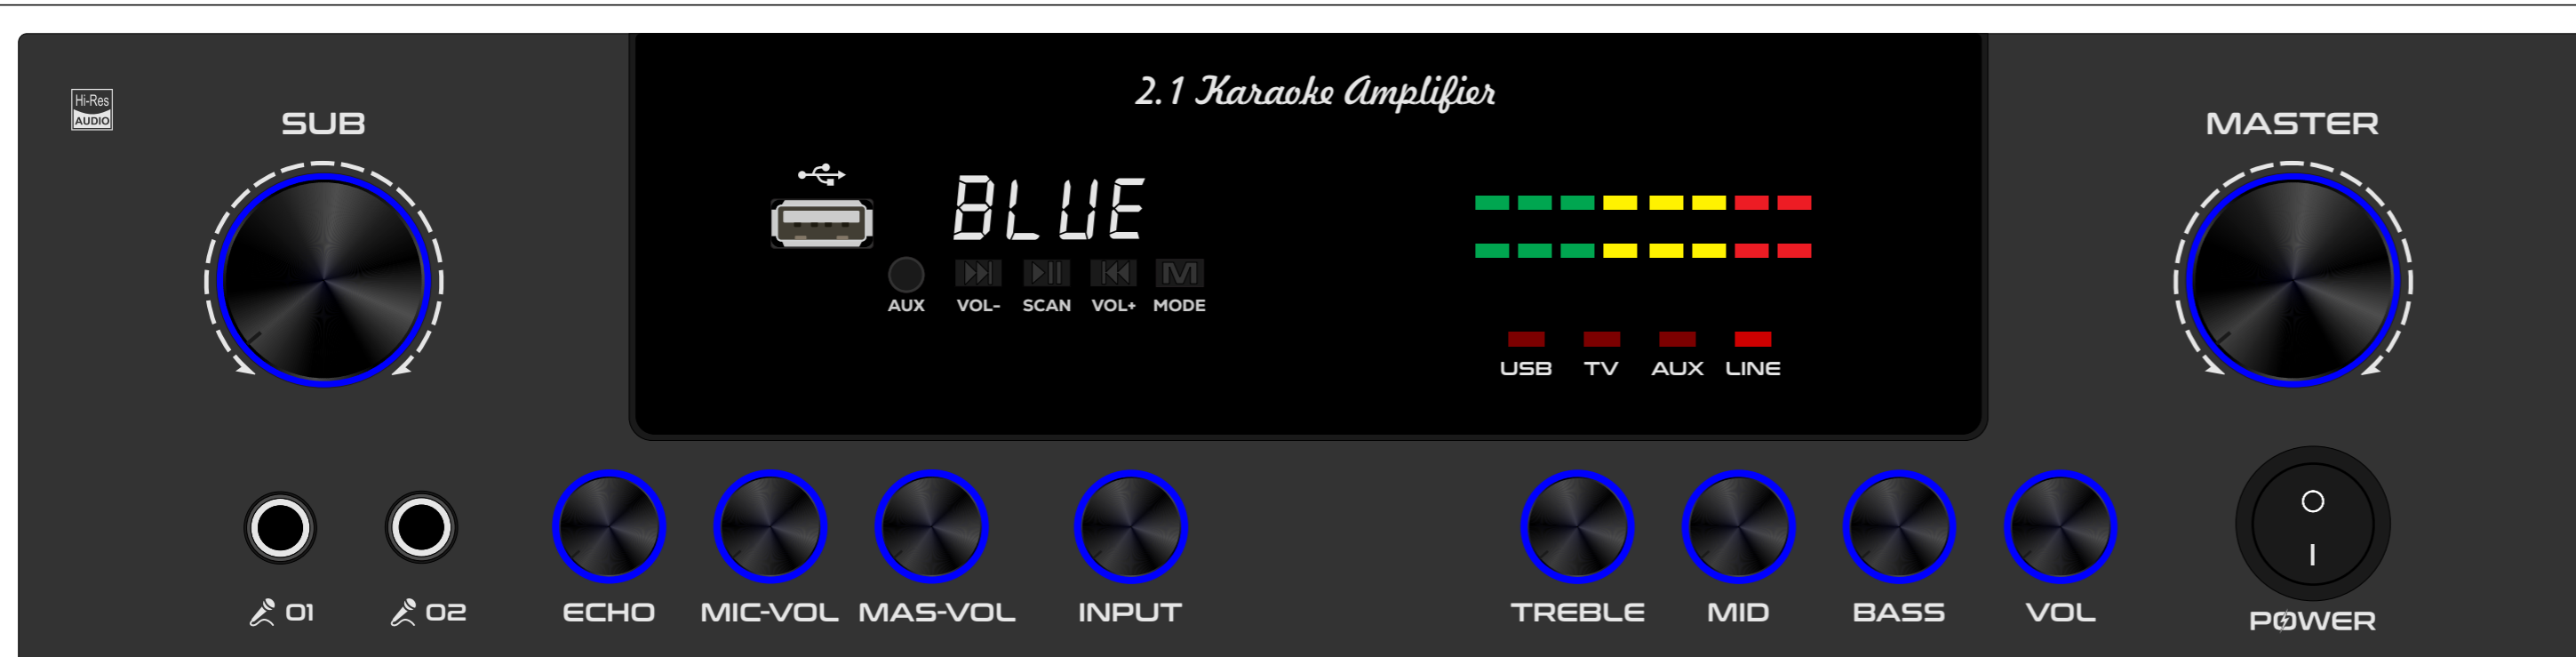 Hi-Res
AUDIO
SUB
2.1 Karaoke Amplifier
MASTER
BLUE
M
AUX VOL- SCAN VOL+ MODE
USB TV AUX LINE
01 02 ECHO MIC-VOL MAS-VOL INPUT TREBLE MID BASS VOL POWER